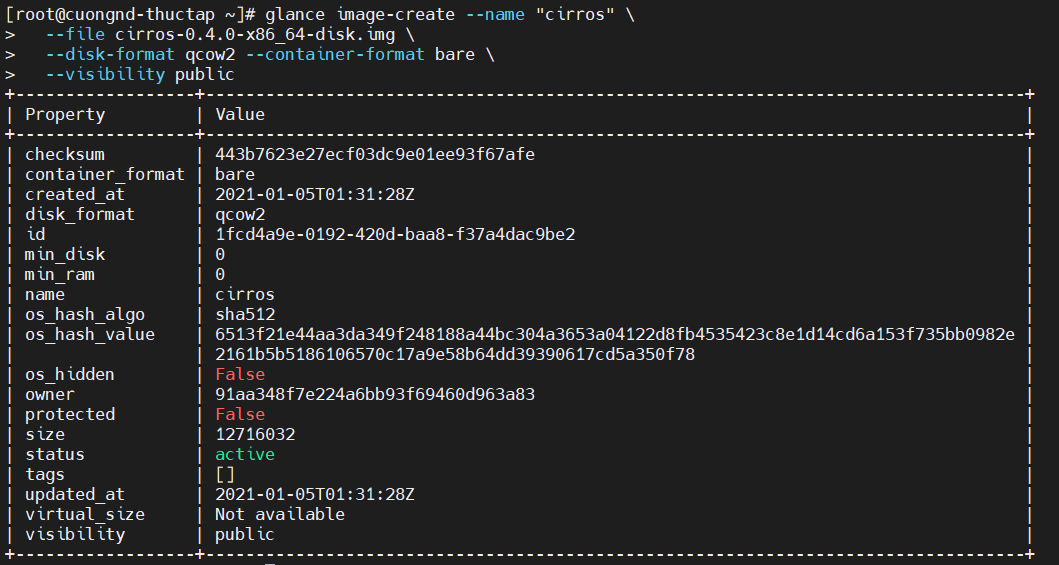 [root@cuongnd-thuctap ~]# glance image-create --name "cirros" \
>   --file cirros-0.4.0-x86_64-disk.img \
>   --disk-format qcow2 --container-format bare \
>   --visibility public
+------------------+----------------------------------------------------------------------------------+
| Property         | Value                                                                            |
+------------------+----------------------------------------------------------------------------------+
| checksum         | 443b7623e27ecf03dc9e01ee93f67afe                                                 |
| container_format | bare                                                                             |
| created_at       | 2021-01-05T01:31:28Z                                                             |
| disk_format      | qcow2                                                                            |
| id               | 1fcd4a9e-0192-420d-baa8-f37a4dac9be2                                             |
| min_disk         | 0                                                                                |
| min_ram          | 0                                                                                |
| name             | cirros                                                                           |
| os_hash_algo     | sha512                                                                           |
| os_hash_value    | 6513f21e44aa3da349f248188a44bc304a3653a04122d8fb4535423c8e1d14cd6a153f735bb0982e |
|                  | 2161b5b5186106570c17a9e58b64dd39390617cd5a350f78                                 |
| os_hidden        | False                                                                            |
| owner            | 91aa348f7e224a6bb93f69460d963a83                                                 |
| protected        | False                                                                            |
| size             | 12716032                                                                         |
| status           | active                                                                           |
| tags             | []                                                                               |
| updated_at       | 2021-01-05T01:31:28Z                                                             |
| virtual_size     | Not available                                                                    |
| visibility       | public                                                                           |
+------------------+----------------------------------------------------------------------------------+